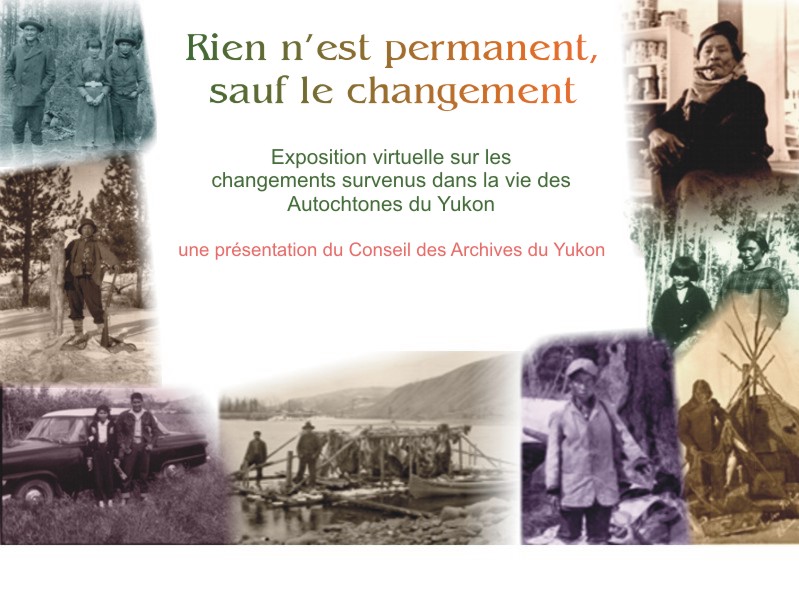 Rien n'est permanent,
sauf le changement
Exposition virtuelle sur les
changements survenus dans la vie des
Autochtones du Yukon
une présentation du Conseil des Archives du Yukon